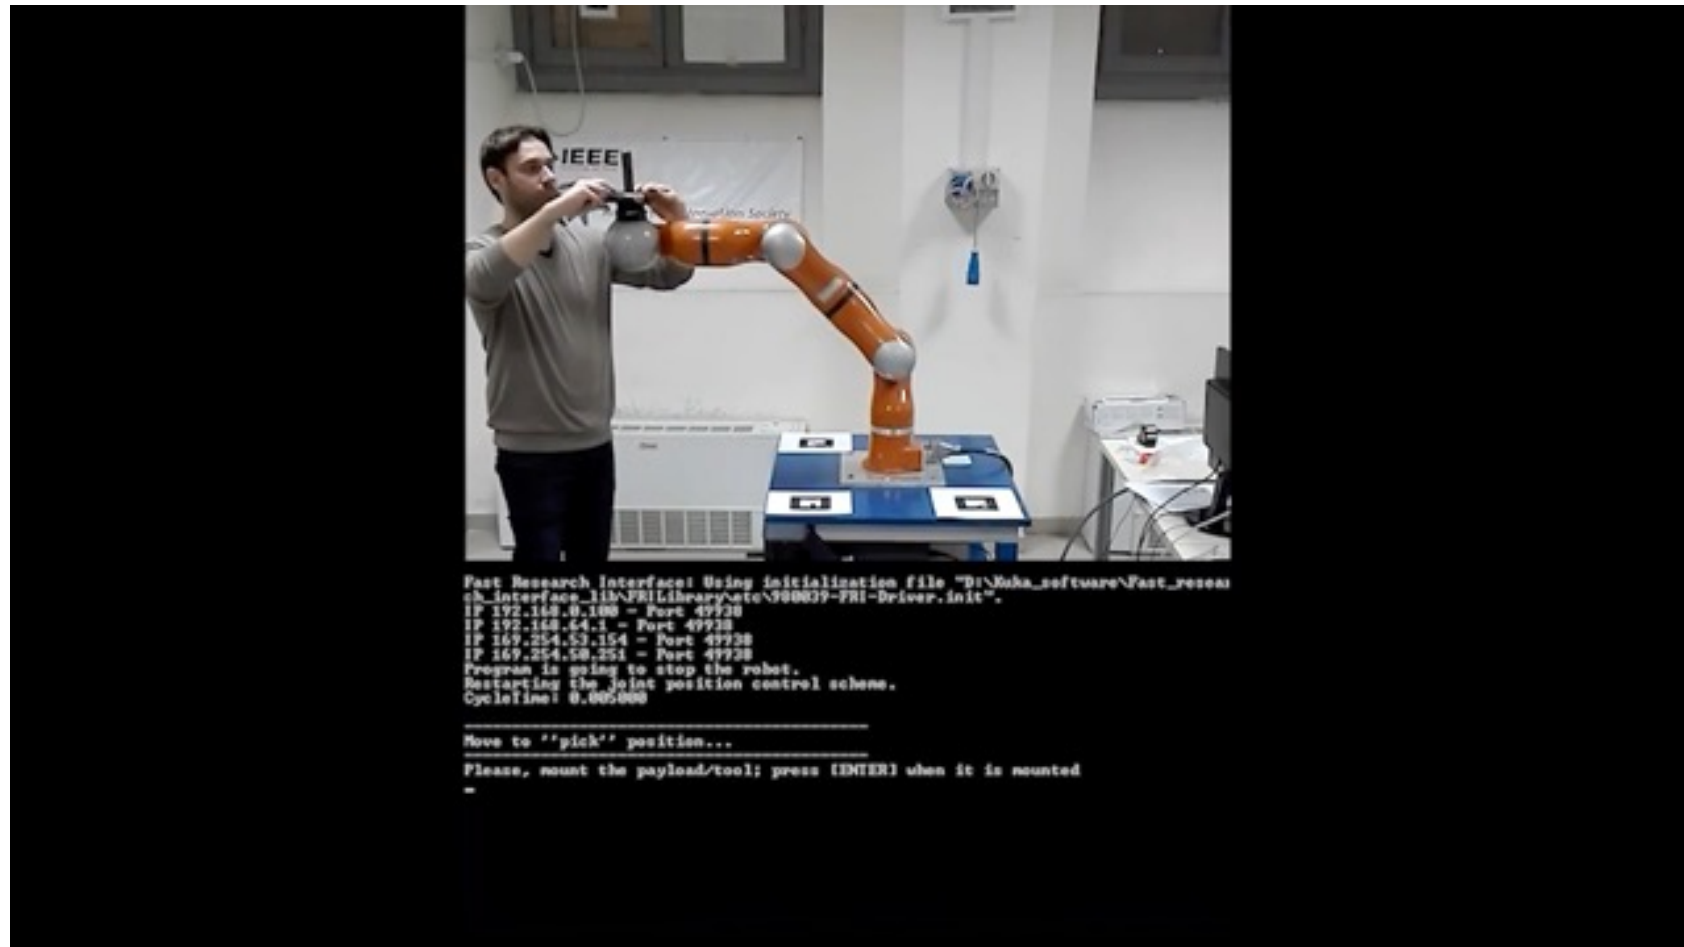 IEEE
Automation Society
Fast Research Interface: Using initialization file "D:\Kuka_software\Fast_resear
ch_interface_lib\FRILibrary\etc\980039-FRI-Driver.init".
IP 192.168.0.100 - Port 49938
IP 192.168.64.1 - Port 49938
IP 169.254.53.154 - Port 49938
IP 169.254.50.251 - Port 49938
Program is going to stop the robot.
Restarting the joint position control scheme.
CycleTime: 0.005000
Move to ''pick'' position...
Please, mount the payload/tool; press [ENTER] when it is mounted